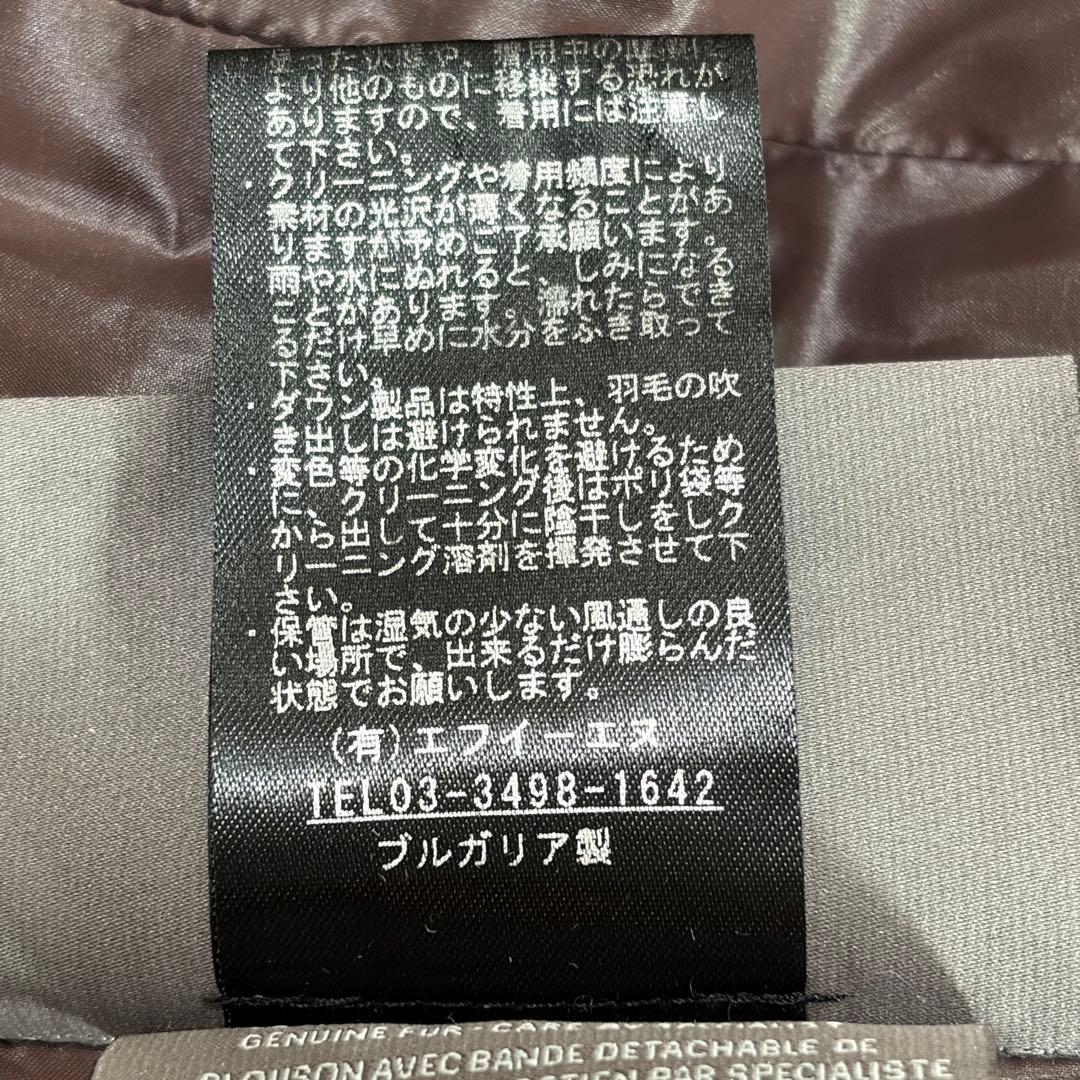 より他のものに移染する恐れが
ありますので、着用には注意し
て下さい。
・クリーニングや着用頻度により
素材の光沢が薄くなることがあ
りますが予めご了承願います。
・雨や水にぬれると、しみになる
ことがあります。濡れたらでき
るだけ早めに水分をふき取って
下さい。
・ダウン製品は特性上、羽毛の吹
き出しは避けられません。
・変色等の化学変化を避けるため
に、クリーニング後はポリ袋等
から出して十分に陰干しをしてク
リーニング溶剤を揮発させて下
さい。
・保管は湿気の少ない風通しの良
い場所で、出来るだけ膨らんだ
状態でお願いします。
(有)エフイーエヌ
TEL03-3498-1642
ブルガリア製
GENUINE FUR - CARE
BLOUSON AVEC BANDE DETACHABLE DE
PAR SPECIALISTE